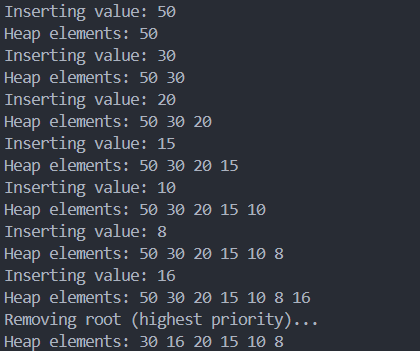 Inserting value: 50
Heap elements: 50
Inserting value: 30
Heap elements: 50 30
Inserting value: 20
Heap elements: 50 30 20
Inserting value: 15
Heap elements: 50 30 20 15
Inserting value: 10
Heap elements: 50 30 20 15 10
Inserting value: 8
Heap elements: 50 30 20 15 10 8
Inserting value: 16
Heap elements: 50 30 20 15 10 8 16
Removing root (highest priority)...
Heap elements: 30 16 20 15 10 8